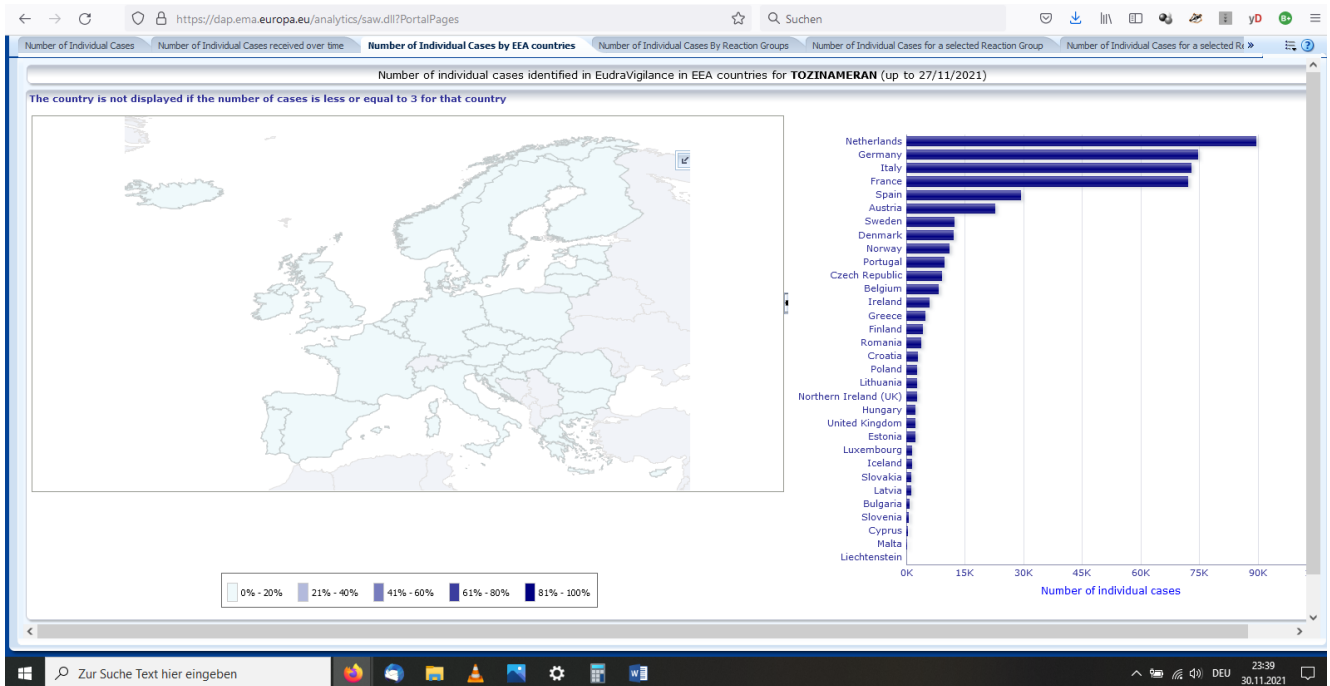 https://dap.ema.europa.eu/analytics/saw.dll?PortalPages
Suchen
yD
B+
Number of Individual Cases
Number of Individual Cases received over time
Number of Individual Cases by EEA countries
Number of Individual Cases By Reaction Groups
Number of Individual Cases for a selected Reaction Group
Number of Individual Cases for a selected Re
Number of individual cases identified in EudraVigilance in EEA countries for TOZINAMERAN (up to 27/11/2021)
The country is not displayed if the number of cases is less or equal to 3 for that country
Netherlands
Germany
Italy
France
Spain
Austria
Sweden
Denmark
Norway
Portugal
Czech Republic
Belgium
Ireland
Greece
Finland
Romania
Croatia
Poland
Lithuania
Northern Ireland (UK)
Hungary
United Kingdom
Estonia
Luxembourg
Iceland
Slovakia
Latvia
Bulgaria
Slovenia
Cyprus
Malta
Liechtenstein
0K 15K 30K 45K 60K 75K 90K
Number of individual cases
0% - 20% 21% - 40% 41% - 60% 61% - 80% 81% - 100%
Zur Suche Text hier eingeben
DEU
23:39
30.11.2021